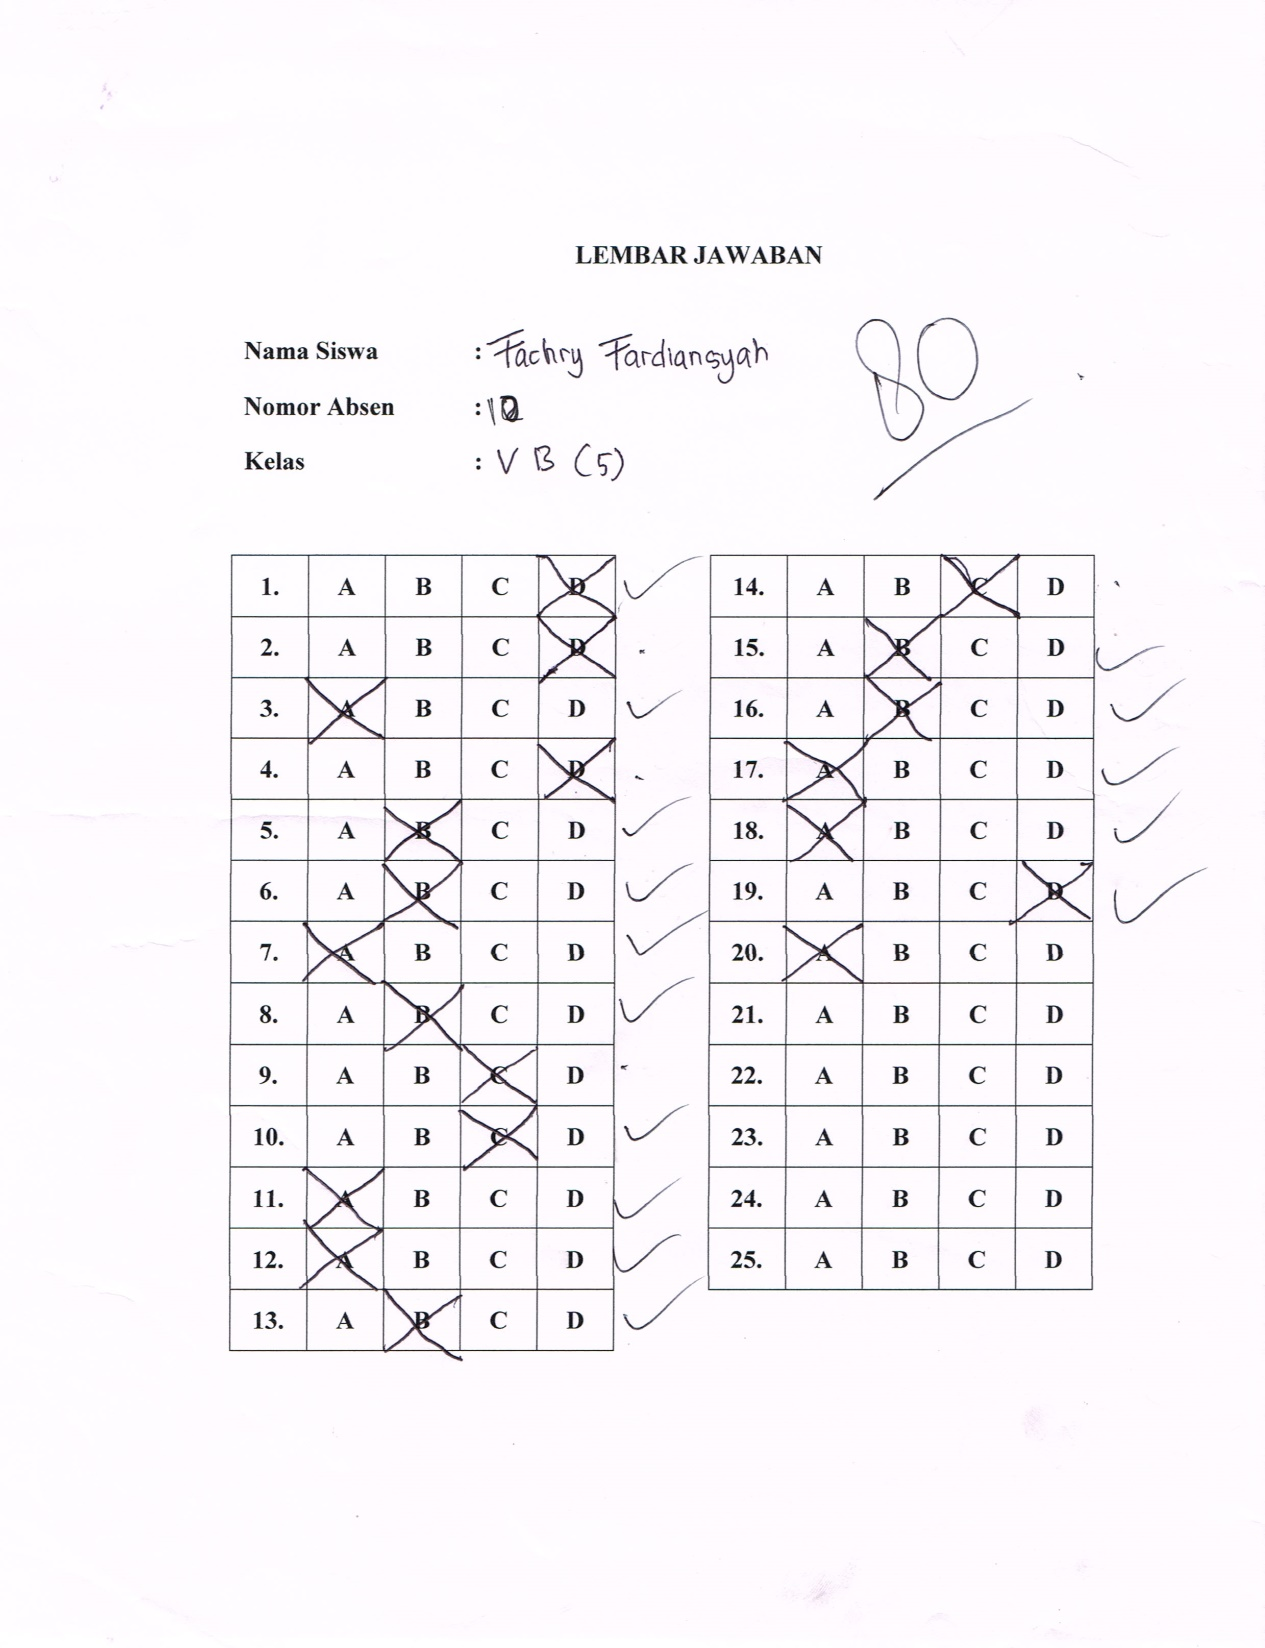 LEMBAR JAWABAN
80
Nama Siswa : Fachry Fardiansyah
Nomor Absen : 10
Kelas : V B (5)
1. A B C D
2. A B C D
3. A B C D
4. A B C D
5. A B C D
6. A B C D
7. A B C D
8. A B C D
9. A B C D
10. A B C D
11. A B C D
12. A B C D
13. A B C D
14. A B C D
15. A B C D
16. A B C D
17. A B C D
18. A B C D
19. A B C D
20. A B C D
21. A B C D
22. A B C D
23. A B C D
24. A B C D
25. A B C D